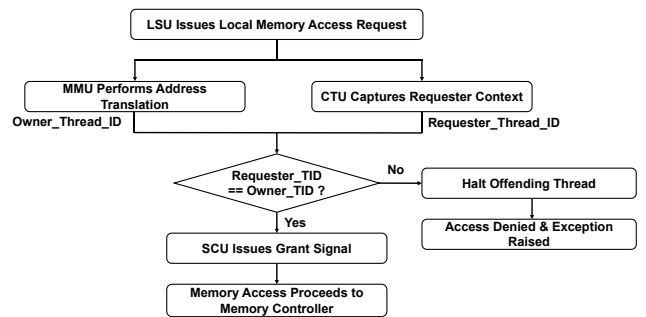 LSU Issues Local Memory Access Request
MMU Performs Address
Translation
CTU Captures Requester Context
Owner_Thread_ID
Requester_Thread_ID
Requester_TID
== Owner_TID ?
No
Halt Offending Thread
Yes
Access Denied & Exception
Raised
SCU Issues Grant Signal
Memory Access Proceeds to
Memory Controller